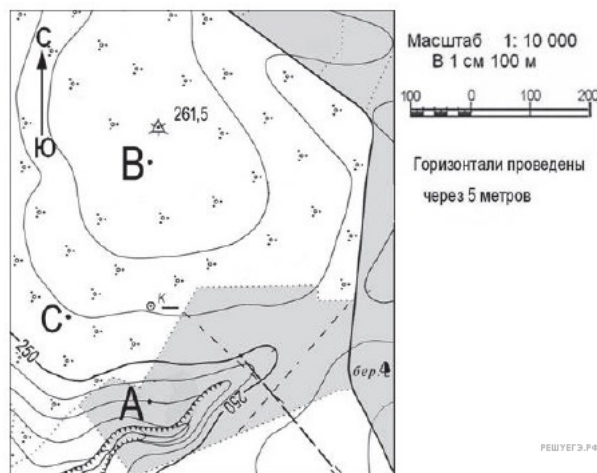 С
Ю
261,5
В
К
С
250
А
250
бер.
Масштаб 1: 10 000
В 1 см 100 м
100 0 100 200
Горизонтали проведены
через 5 метров
РЕШУЕГЭ.РФ